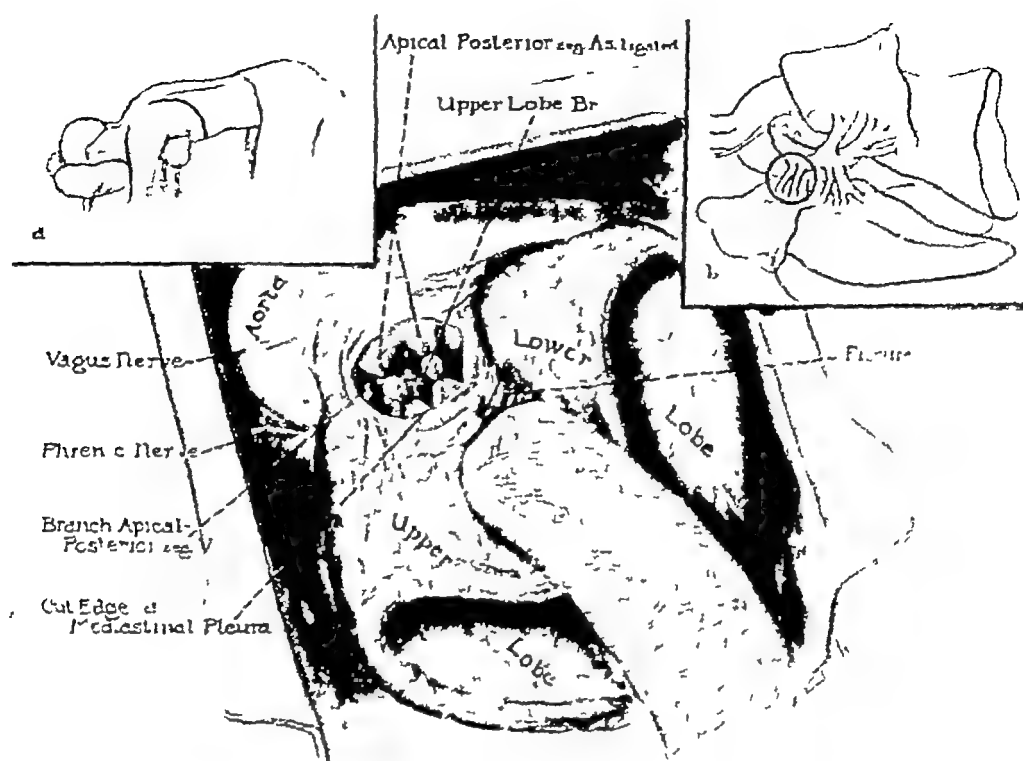 Apical Posterior seg. As. ligated
Upper Lobe Br
a
b
Aorta
Vagus Nerve
Lower
Lobe
Phrenic Nerve
Branch Apical-
Posterior seg V
Upper
Cut Edge of
Mediastinal Pleura
Lobe